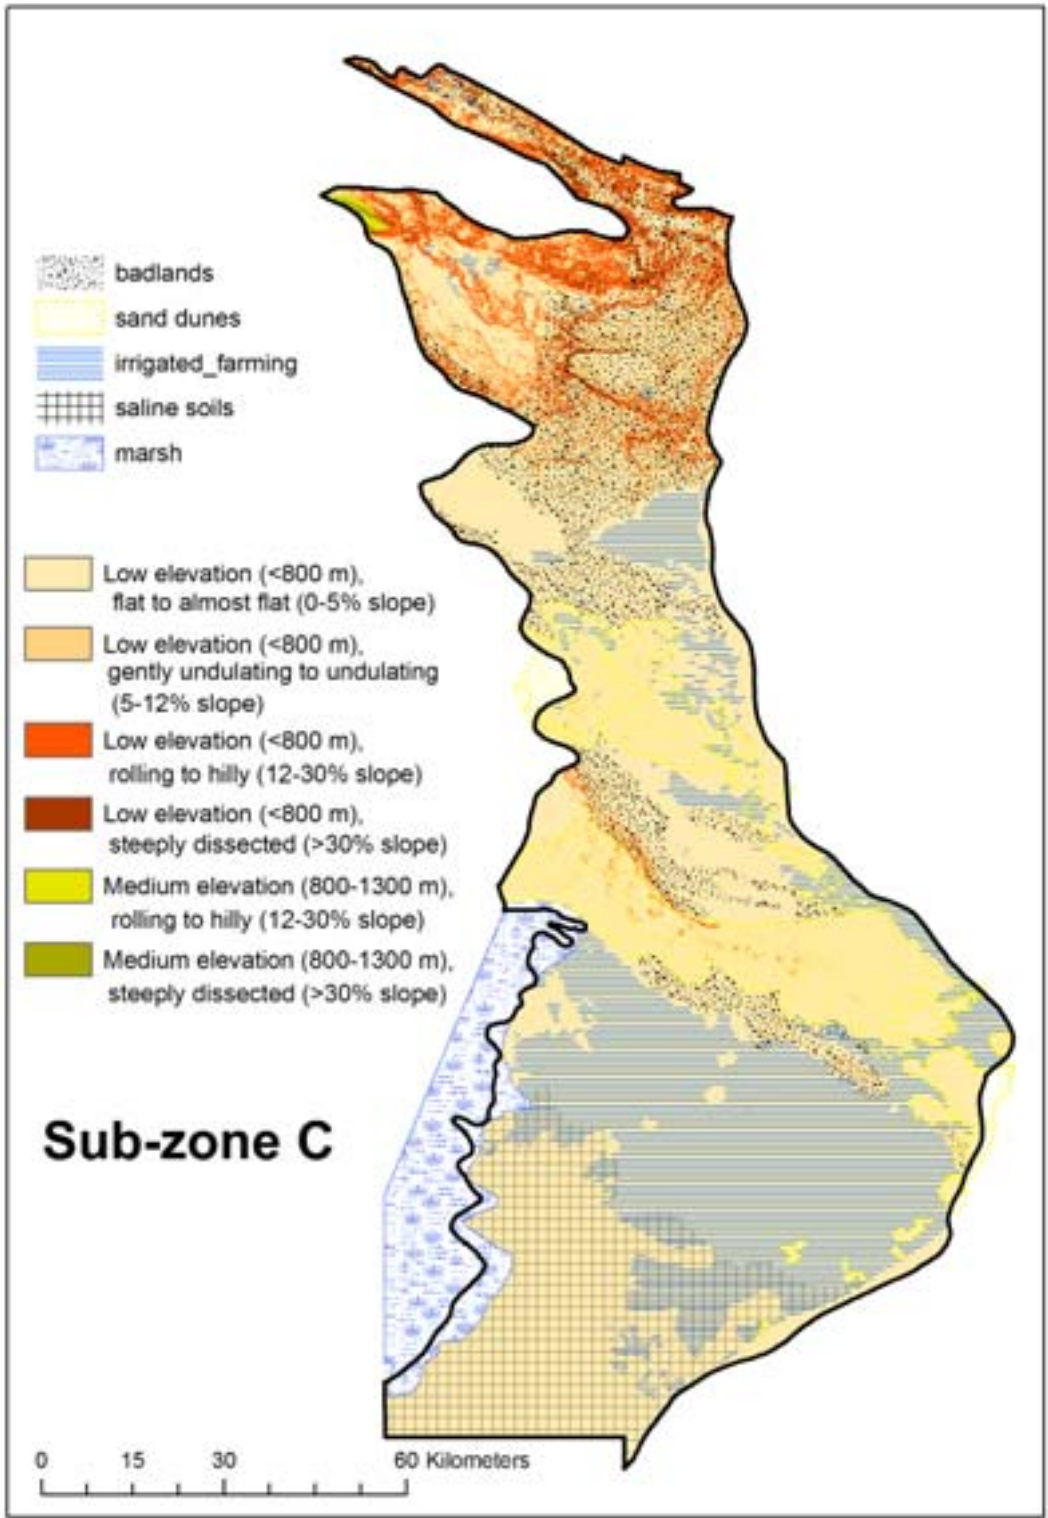 badlands
sand dunes
irrigated_farming
saline soils
marsh
Low elevation (<800 m),
flat to almost flat (0-5% slope)
Low elevation (<800 m),
gently undulating to undulating
(5-12% slope)
Low elevation (<800 m),
rolling to hilly (12-30% slope)
Low elevation (<800 m),
steeply dissected (>30% slope)
Medium elevation (800-1300 m),
rolling to hilly (12-30% slope)
Medium elevation (800-1300 m),
steeply dissected (>30% slope)
Sub-zone C
0 15 30 60 Kilometers